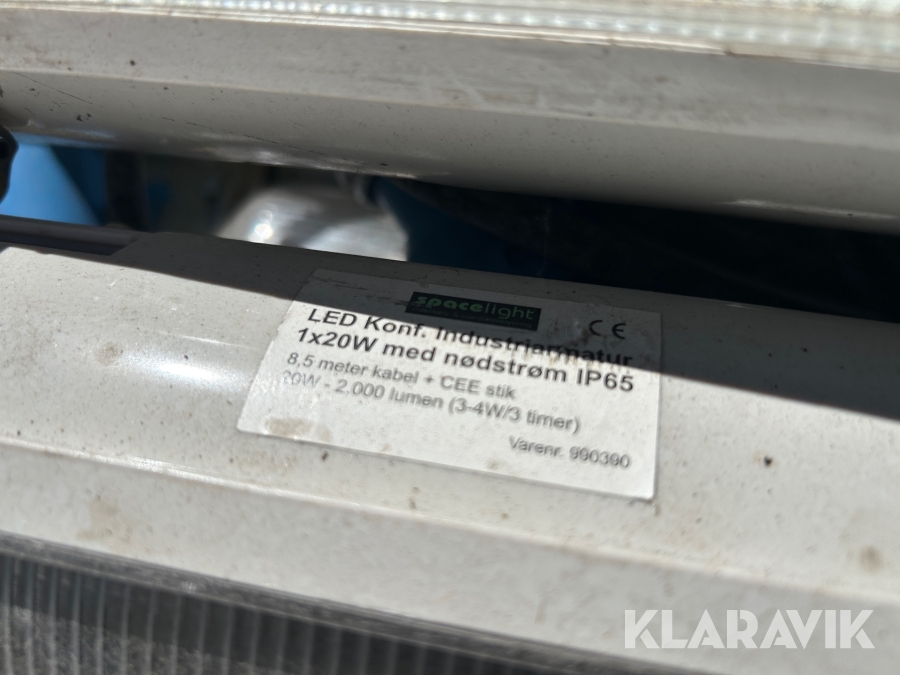 spacelight
CE
LED Konf. Industriarmatur
1x20W med nødstrøm IP65
8,5 meter kabel + CEE stik
20W - 2.000 lumen (3-4W/3 timer)
Varenr. 990390
KLARAVIK